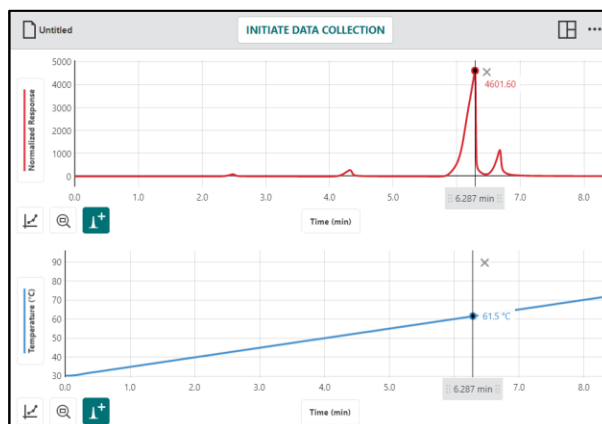 Untitled
INITIATE DATA COLLECTION
Normalized Response
5000
4000
3000
2000
1000
0
4601.60
0.0 1.0 2.0 3.0 4.0 5.0 6.287 min 7.0 8.0
Time (min)
Temperature (°C)
90
80
70
60
50
40
30
61.5 °C
0.0 1.0 2.0 3.0 4.0 5.0 6.287 min 7.0 8.0
Time (min)